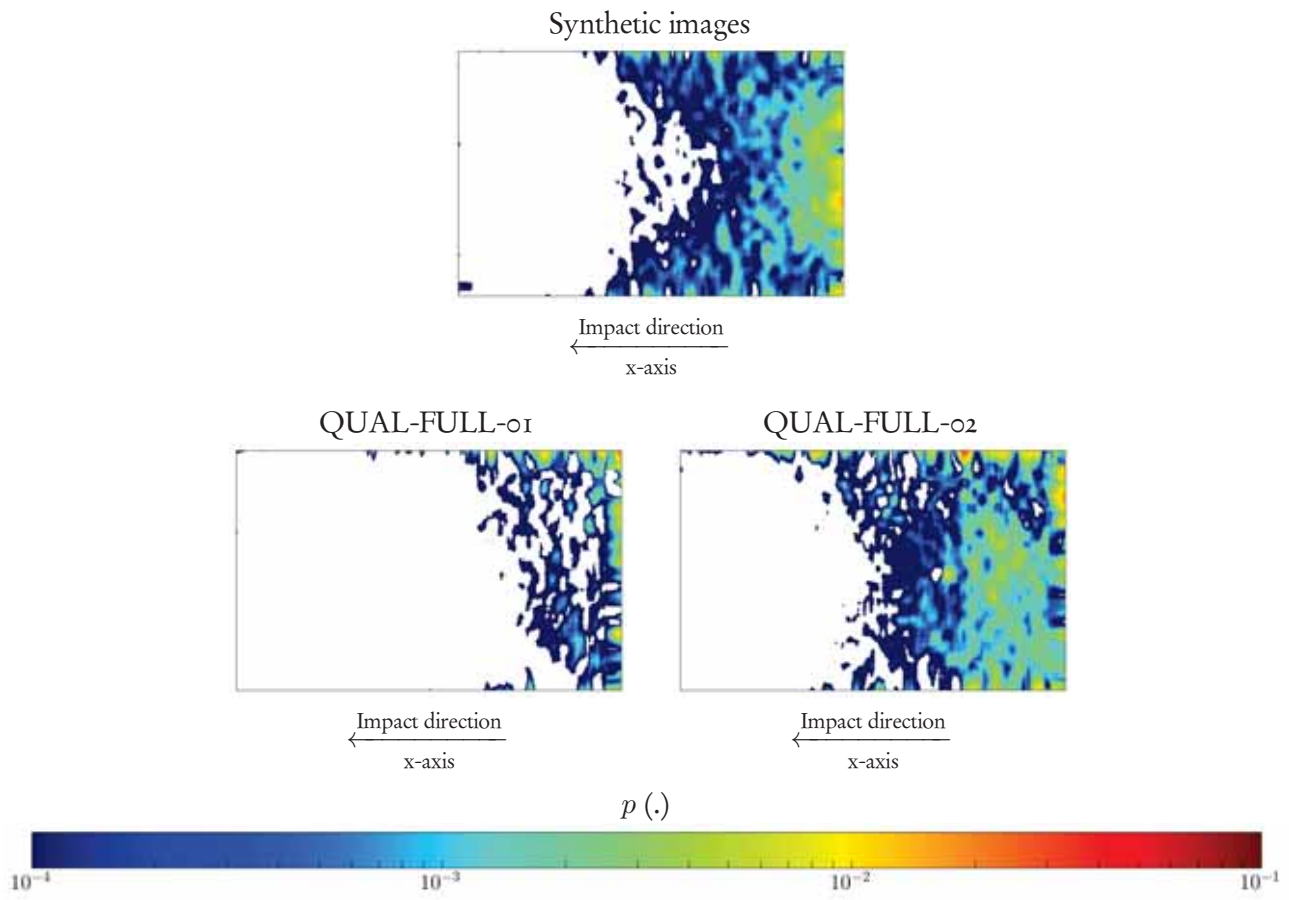 Synthetic images
Impact direction
x-axis
QUAL-FULL-01 QUAL-FULL-02
Impact direction Impact direction
x-axis x-axis
p (.)
10⁻⁴ 10⁻³ 10⁻² 10⁻¹